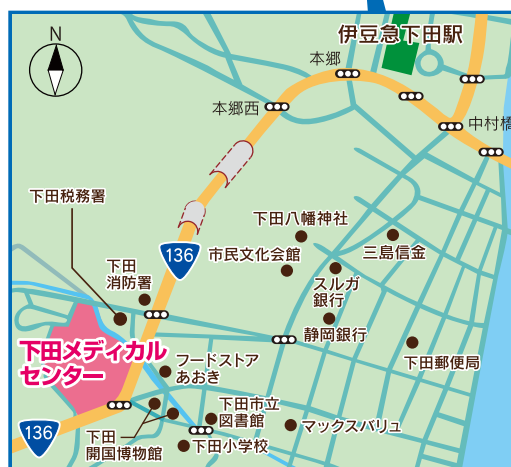 N
伊豆急下田駅
本郷
本郷西
中村橋
下田税務署
136
下田八幡神社
市民文化会館
三島信金
下田
消防署
スルガ
銀行
静岡銀行
下田メディカル
センター
フードストア
あおき
下田郵便局
136
下田
開国博物館
下田市立
図書館
マックスバリュ
下田小学校